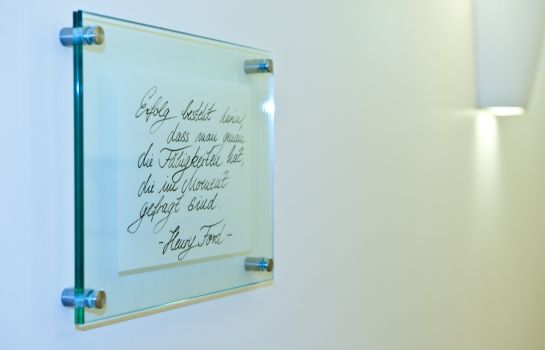 Erfolg besteht darin,
dass man genau
die Fähigkeiten hat,
die im Moment
gefragt sind.
- Henry Ford -